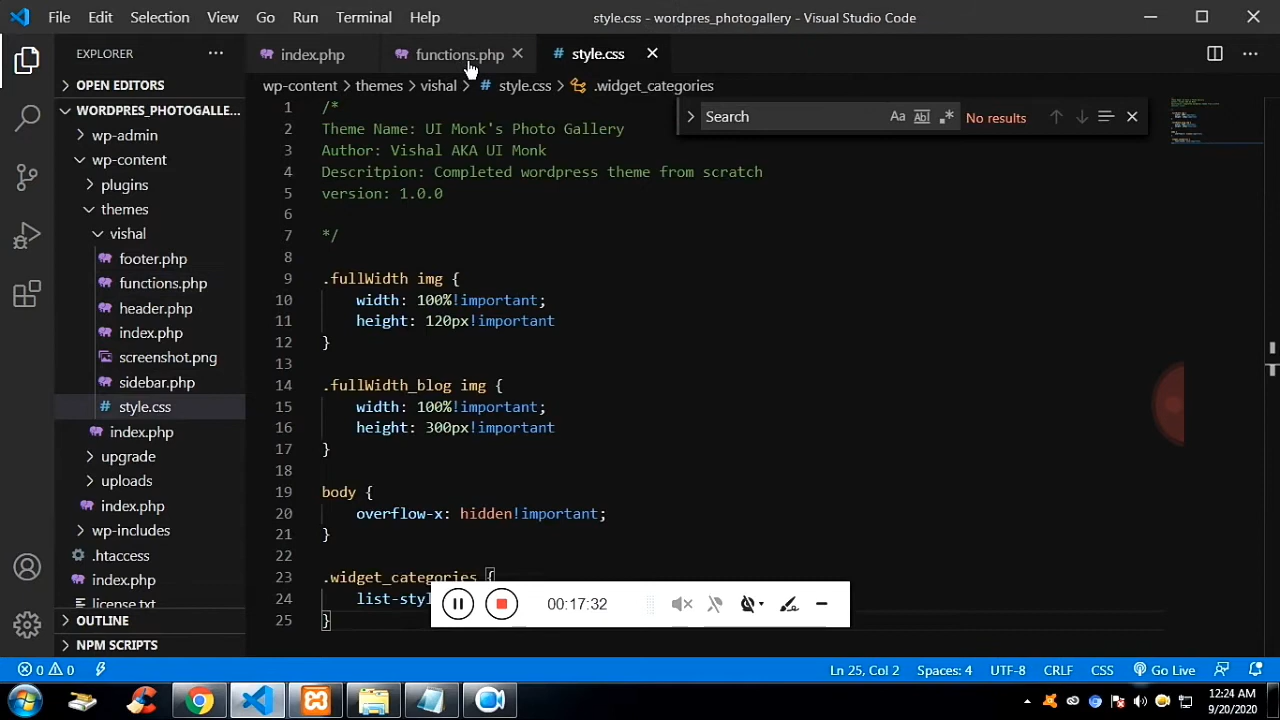 File Edit Selection View Go Run Terminal Help
style.css - wordpres_photogallery - Visual Studio Code
EXPLORER
index.php
functions.php
style.css
OPEN EDITORS
wp-content > themes > vishal > # style.css > .widget_categories
WORDPRESS_PHOTOGALLE...
wp-admin
wp-content
plugins
themes
vishal
footer.php
functions.php
header.php
index.php
screenshot.png
sidebar.php
style.css
index.php
upgrade
uploads
index.php
wp-includes
.htaccess
index.php
license.txt
OUTLINE
NPM SCRIPTS
Search
Aa Abl No results
1 /*
2 Theme Name: UI Monk's Photo Gallery
3 Author: Vishal AKA UI Monk
4 Descritpion: Completed wordpress theme from scratch
5 version: 1.0.0
6
7 */
8
9 .fullWidth img {
10 width: 100%!important;
11 height: 120px!important
12 }
13
14 .fullWidth_blog img {
15 width: 100%!important;
16 height: 300px!important
17 }
18
19 body {
20 overflow-x: hidden!important;
21 }
22
23 .widget_categories {
24 list-styl
25 }
00:17:32
0 0
Ln 25, Col 2 Spaces: 4 UTF-8 CRLF CSS Go Live
12:24 AM
9/20/2020